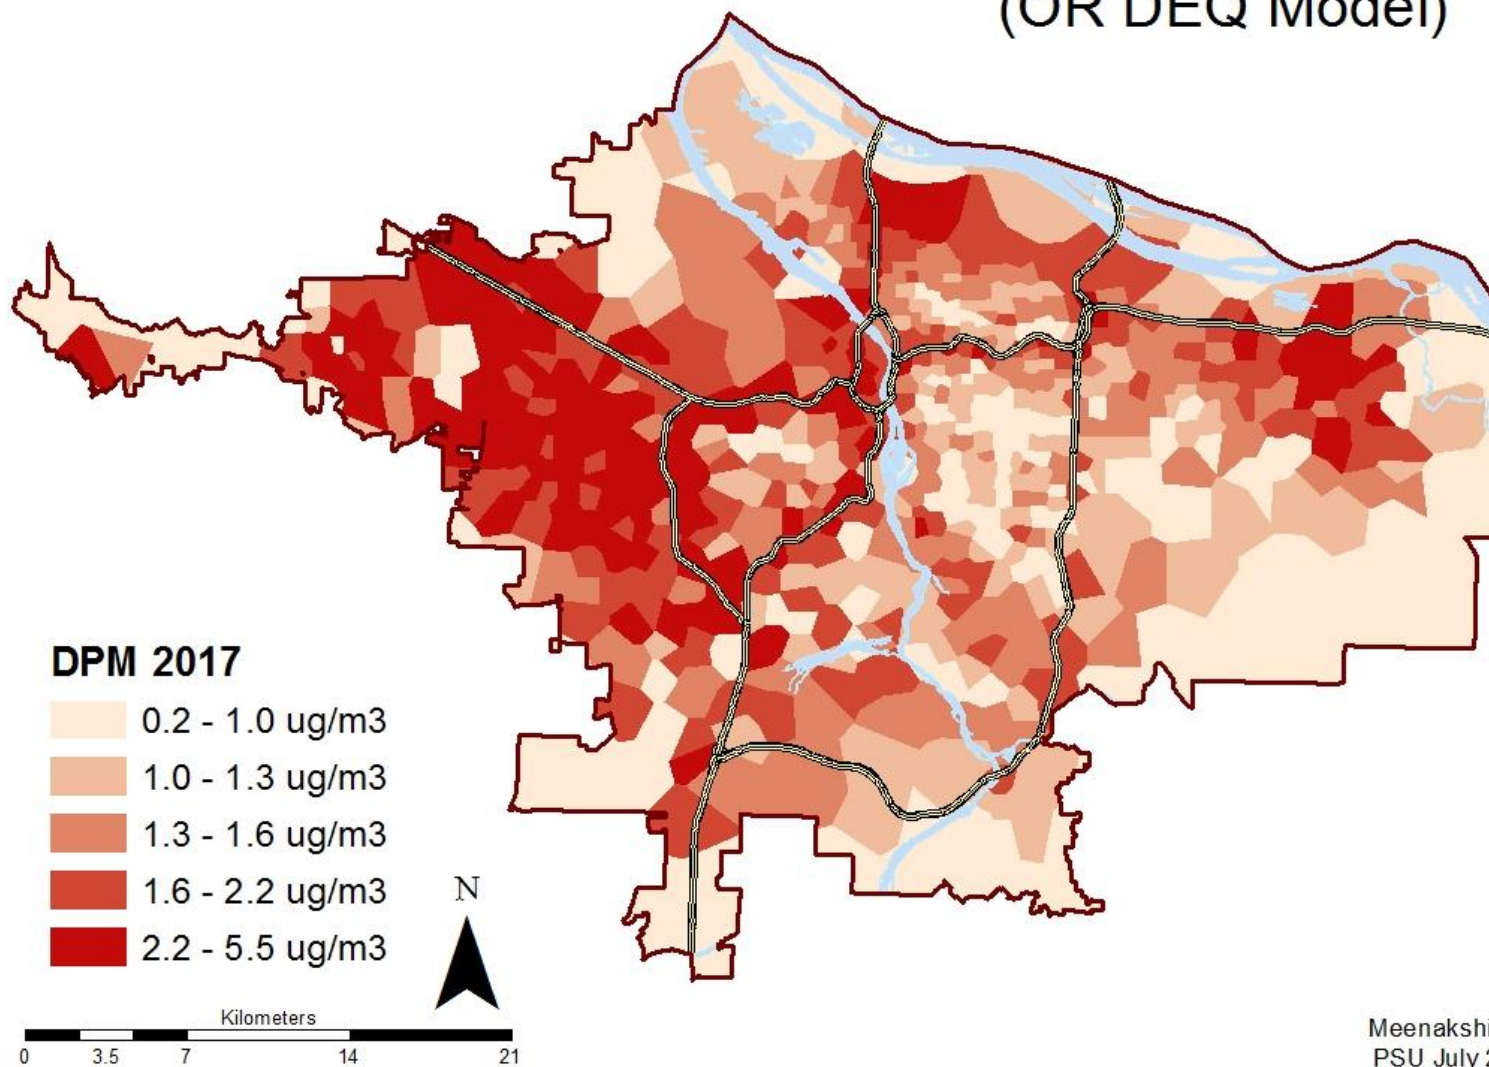 (OR DEQ Model)
DPM 2017
0.2 - 1.0 ug/m3
1.0 - 1.3 ug/m3
1.3 - 1.6 ug/m3
1.6 - 2.2 ug/m3
2.2 - 5.5 ug/m3
N
Kilometers
0 3.5 7 14 21
Meenakshi
PSU July 2